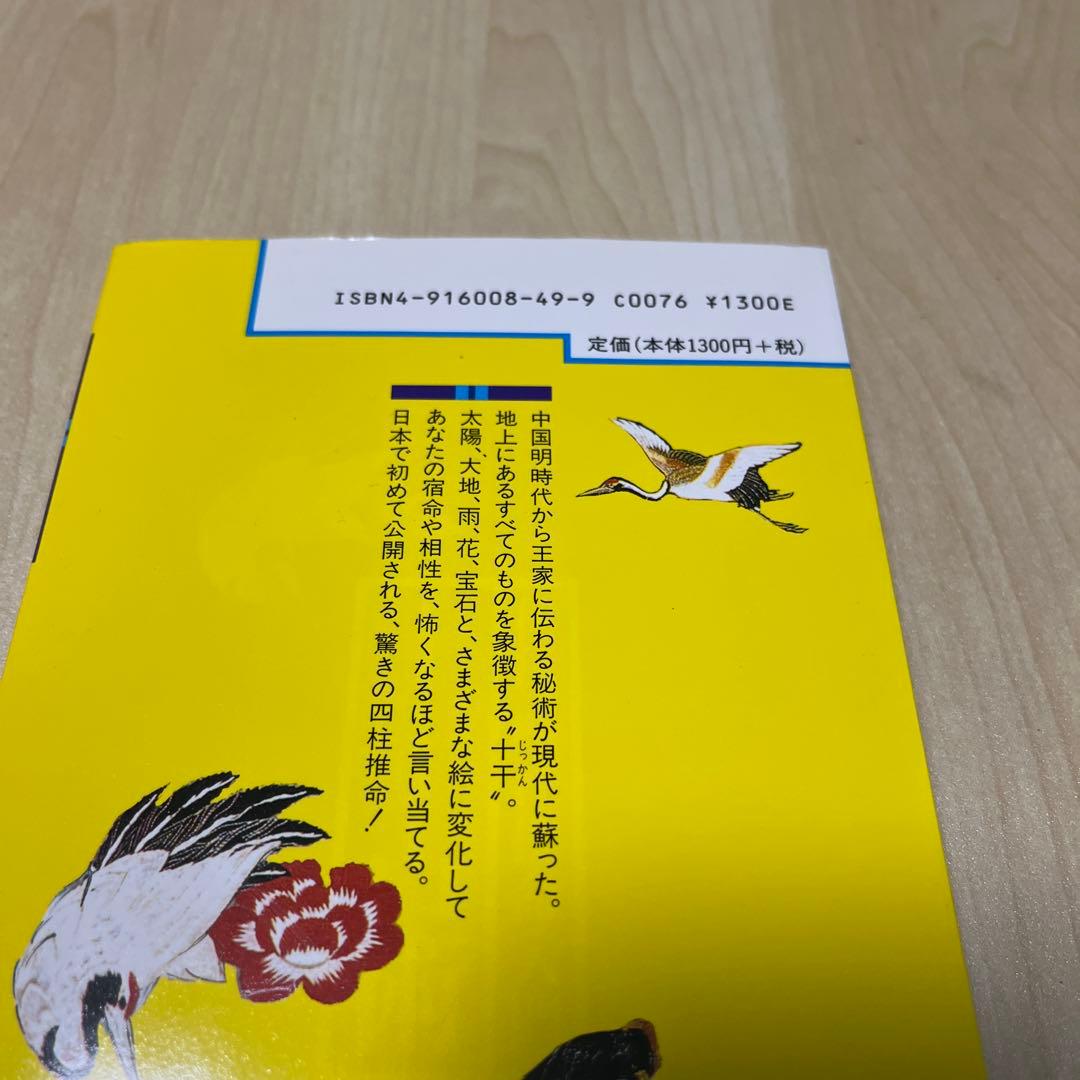 ISBN4-916008-49-9 C0076 ¥1300E
定価(本体1300円+税)
中国明時代から王家に伝わる秘術が現代に蘇った。
地上にあるすべてのものを象徴する〝十干〟。
じっかん
太陽、大地、雨、花、宝石と、さまざまな絵に変化して
あなたの宿命や相性を、怖くなるほど言い当てる。
日本で初めて公開される、驚きの四柱推命!